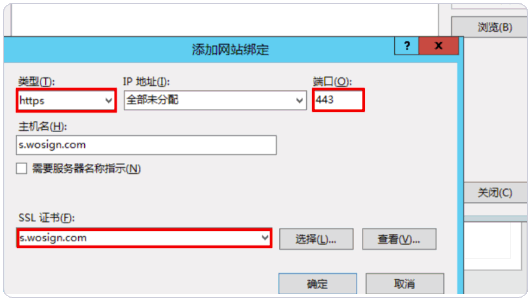 浏览(B)
添加网站绑定
? x
类型(T): IP 地址(I): 端口(O):
https 全部未分配 443
主机名(H):
s.wosign.com
需要服务器名称指示(N)
关闭(C)
SSL 证书(F):
s.wosign.com 选择(L)... 查看(V)...
确定 取消